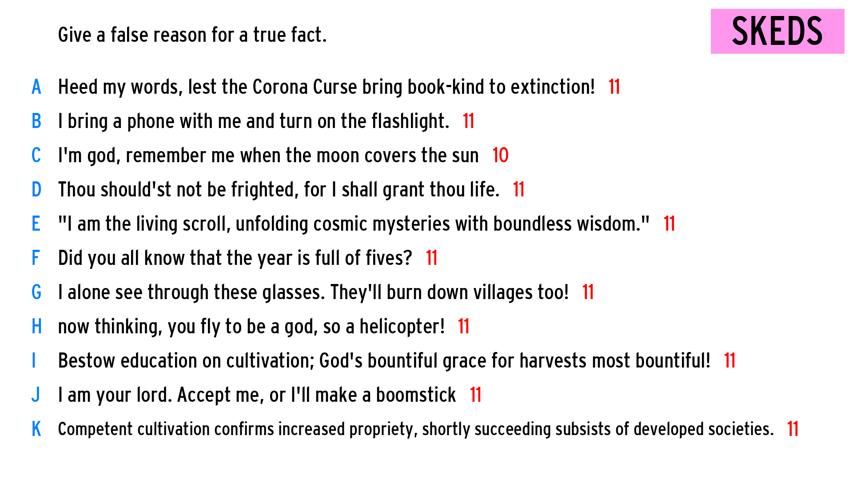 Give a false reason for a true fact.
SKEDS
A Heed my words, lest the Corona Curse bring book-kind to extinction! 11
B I bring a phone with me and turn on the flashlight. 11
C I'm god, remember me when the moon covers the sun 10
D Thou should'st not be frighted, for I shall grant thou life. 11
E "I am the living scroll, unfolding cosmic mysteries with boundless wisdom." 11
F Did you all know that the year is full of fives? 11
G I alone see through these glasses. They'll burn down villages too! 11
H now thinking, you fly to be a god, so a helicopter! 11
I Bestow education on cultivation; God's bountiful grace for harvests most bountiful! 11
J I am your lord. Accept me, or I'll make a boomstick 11
K Competent cultivation confirms increased propriety, shortly succeeding subsists of developed societies. 11